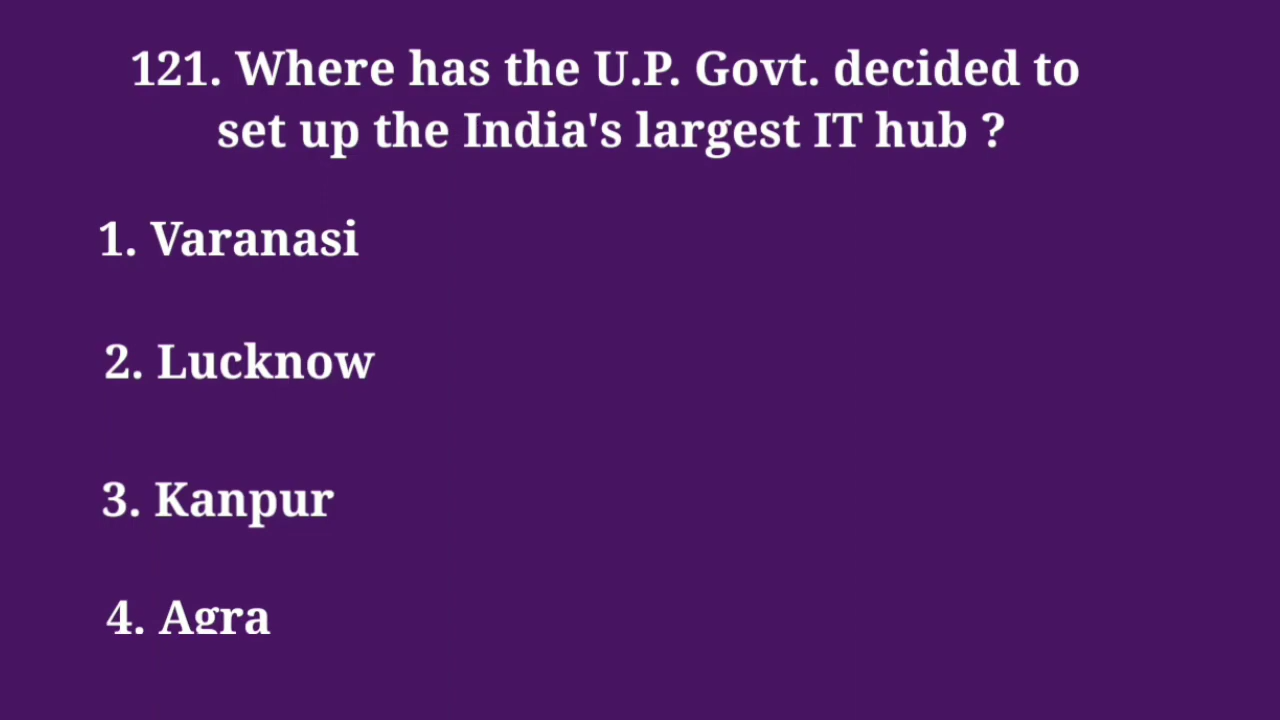 121. Where has the U.P. Govt. decided to
set up the India's largest IT hub ?
1. Varanasi
2. Lucknow
3. Kanpur
4. Agra